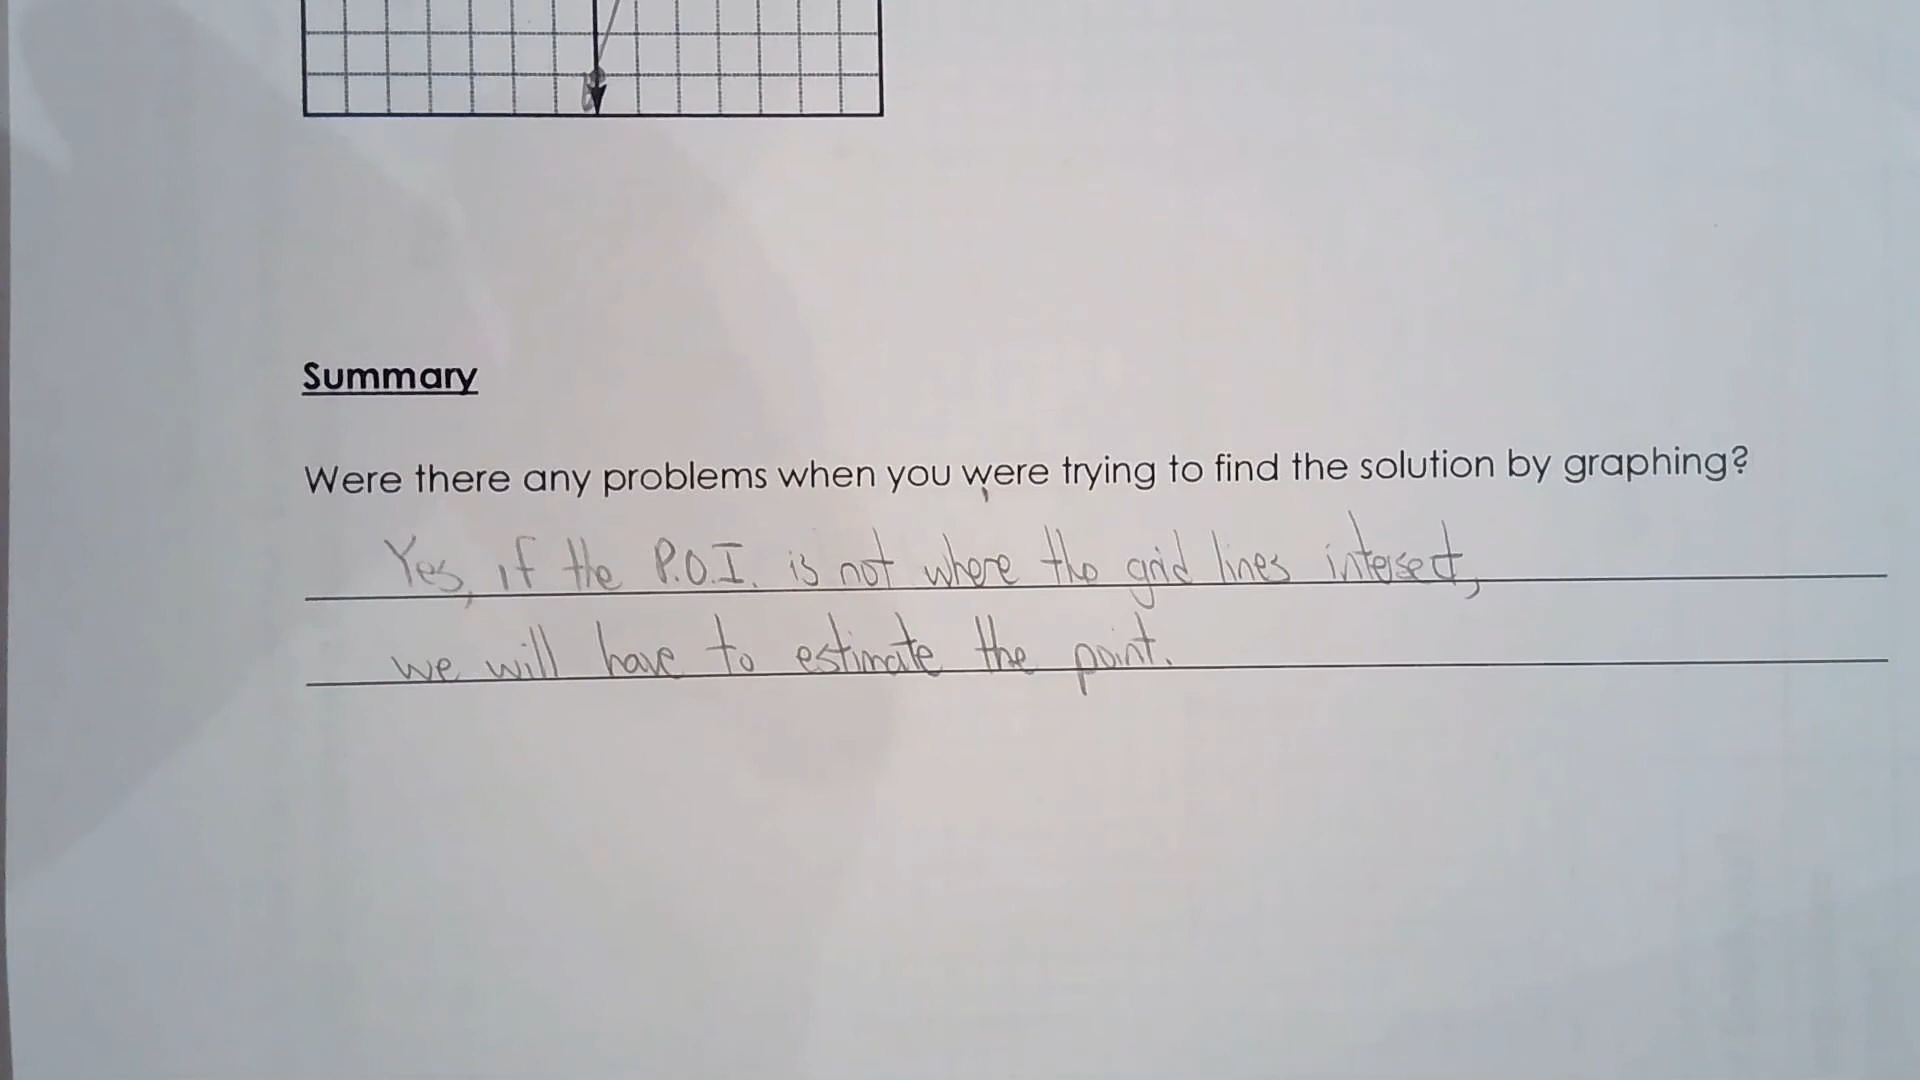 Summary
Were there any problems when you were trying to find the solution by graphing?
Yes, if the P.O.I. is not where the grid lines intersect,
we will have to estimate the point.